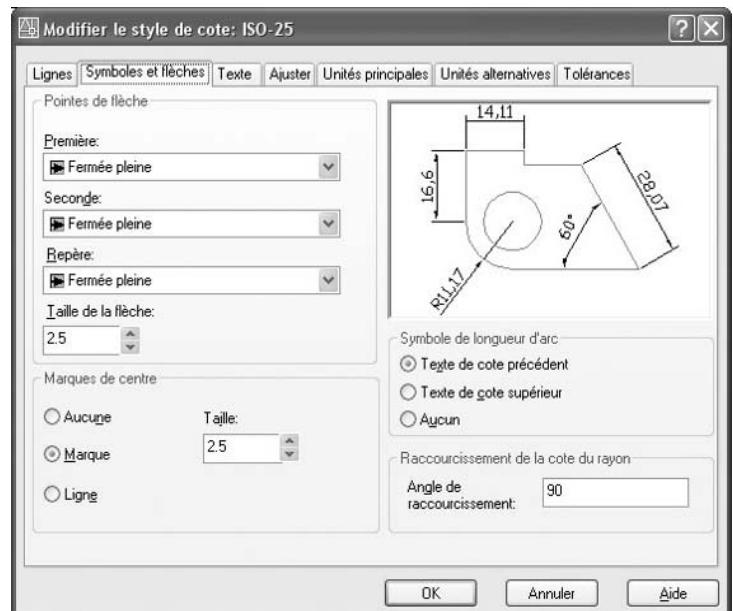 Modifier le style de cote: ISO-25
Lignes Symboles et flèches Texte Ajuster Unités principales Unités alternatives Tolérances
Pointes de flèche
Première:
Fermée pleine
Seconde:
Fermée pleine
Repère:
Fermée pleine
Taille de la flèche:
2.5
Marques de centre
Aucune
Marque
Ligne
Taille:
2.5
14,11
16,6
28,07
60°
R11,17
Symbole de longueur d'arc
Texte de cote précédent
Texte de cote supérieur
Aucun
Raccourcissement de la cote du rayon
Angle de
raccourcissement:
90
OK Annuler Aide